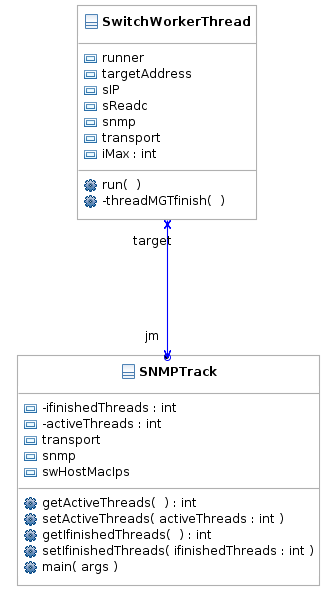 SwitchWorkerThread
runner
targetAddress
sIP
sReadc
snmp
transport
iMax : int
run(  )
-threadMGTfinish(  )
target
jm
SNMPTrack
-ifinishedThreads : int
-activeThreads : int
transport
snmp
swHostMacIps
getActiveThreads(  ) : int
setActiveThreads( activeThreads : int )
getIfinishedThreads(  ) : int
setIfinishedThreads( ifinishedThreads : int )
main( args )